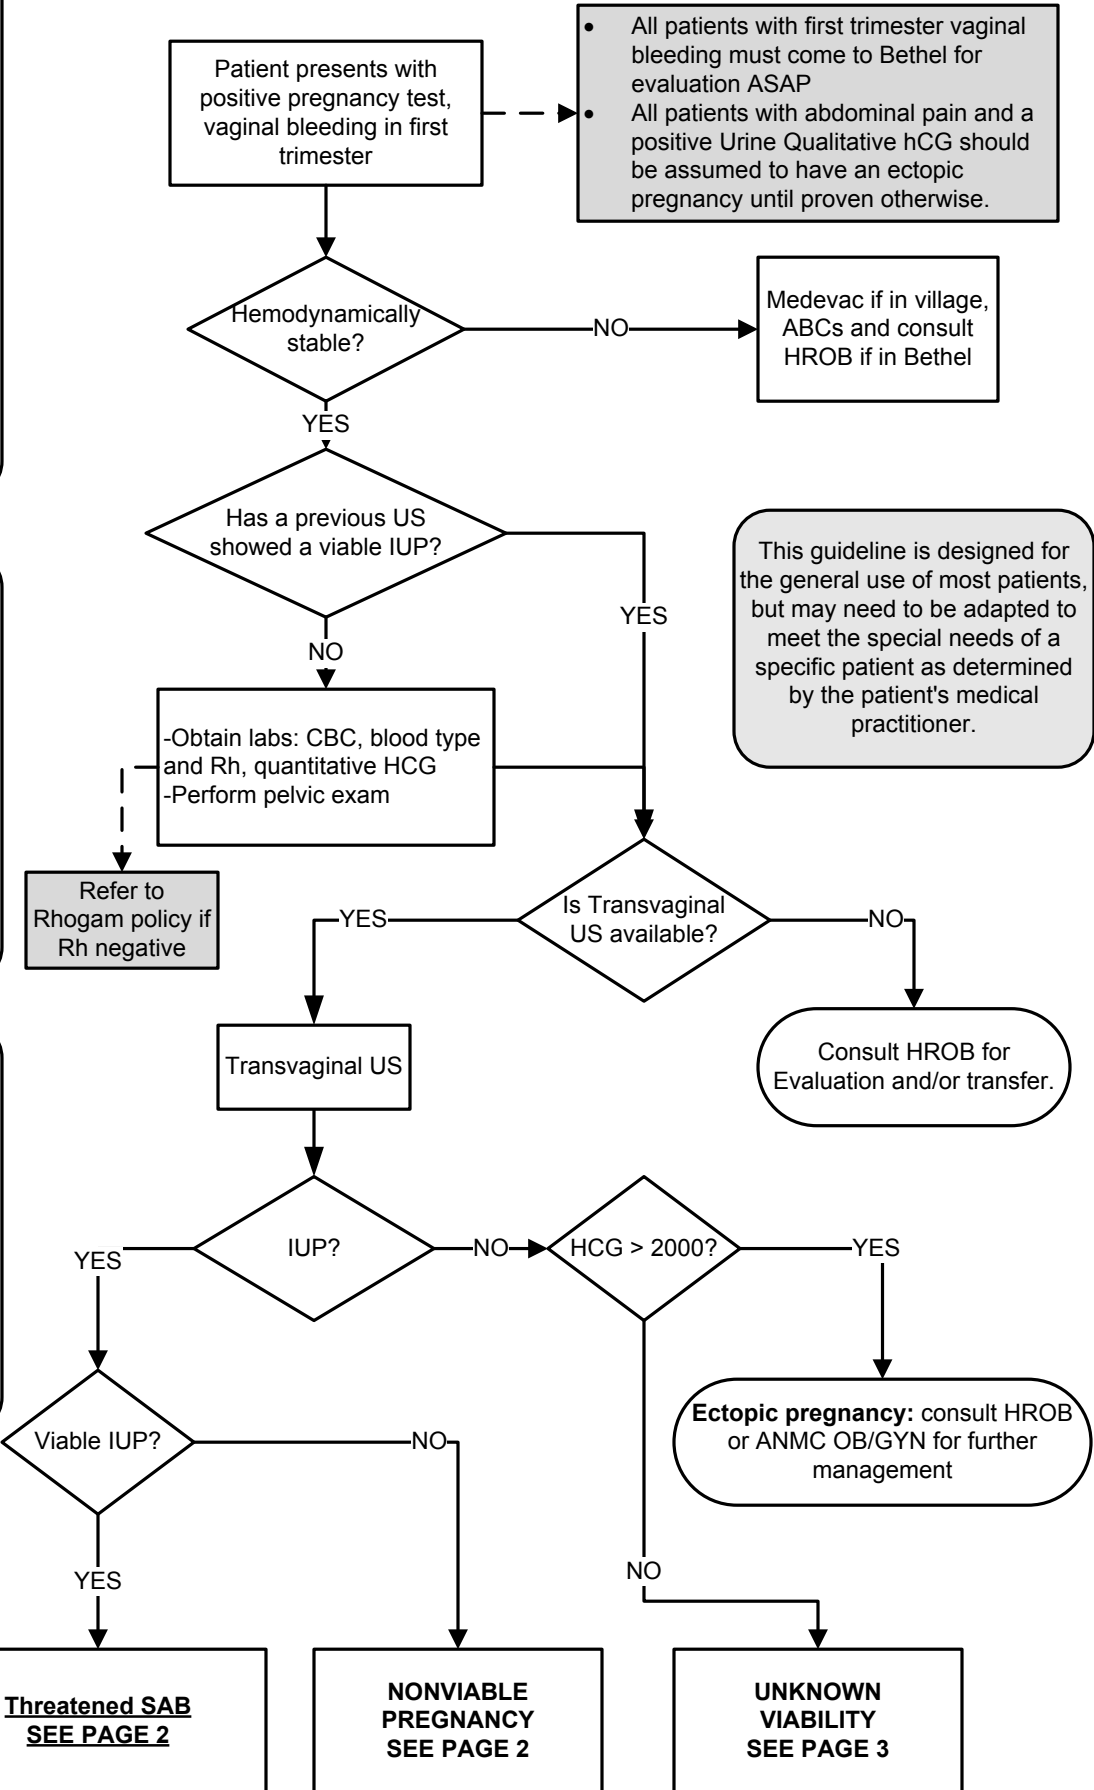 Patient presents with
positive pregnancy test,
vaginal bleeding in first
trimester
• All patients with first trimester vaginal
bleeding must come to Bethel for
evaluation ASAP
• All patients with abdominal pain and a
positive Urine Qualitative hCG should
be assumed to have an ectopic
pregnancy until proven otherwise.
Hemodynamically
stable?
NO
Medevac if in village,
ABCs and consult
HROB if in Bethel
YES
Has a previous US
showed a viable IUP?
YES
NO
This guideline is designed for
the general use of most patients,
but may need to be adapted to
meet the special needs of a
specific patient as determined
by the patient's medical
practitioner.
-Obtain labs: CBC, blood type
and Rh, quantitative HCG
-Perform pelvic exam
Refer to
Rhogam policy if
Rh negative
Is Transvaginal
US available?
YES
NO
Transvaginal US
Consult HROB for
Evaluation and/or transfer.
IUP?
YES
NO
HCG > 2000?
YES
Ectopic pregnancy: consult HROB
or ANMC OB/GYN for further
management
Viable IUP?
NO
YES
NO
Threatened SAB
SEE PAGE 2
NONVIABLE
PREGNANCY
SEE PAGE 2
UNKNOWN
VIABILITY
SEE PAGE 3